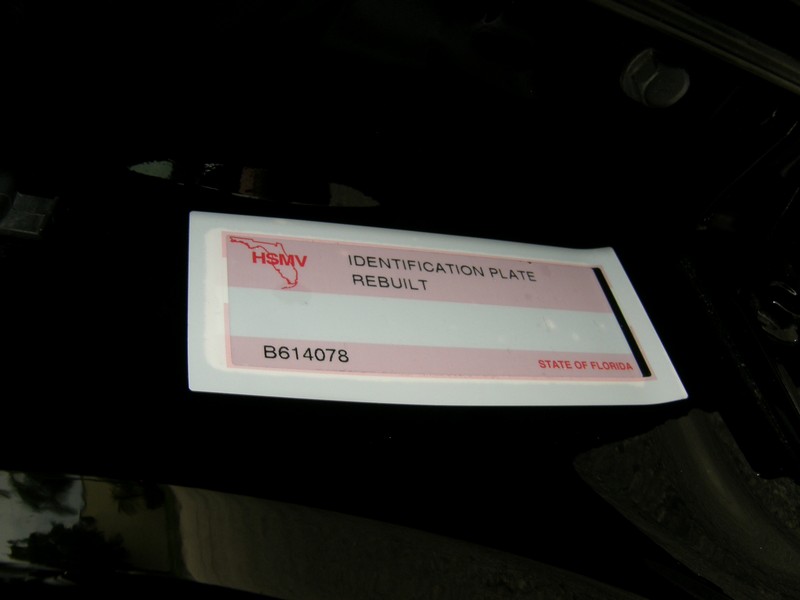 HSMV
IDENTIFICATION PLATE
REBUILT
B614078
STATE OF FLORIDA